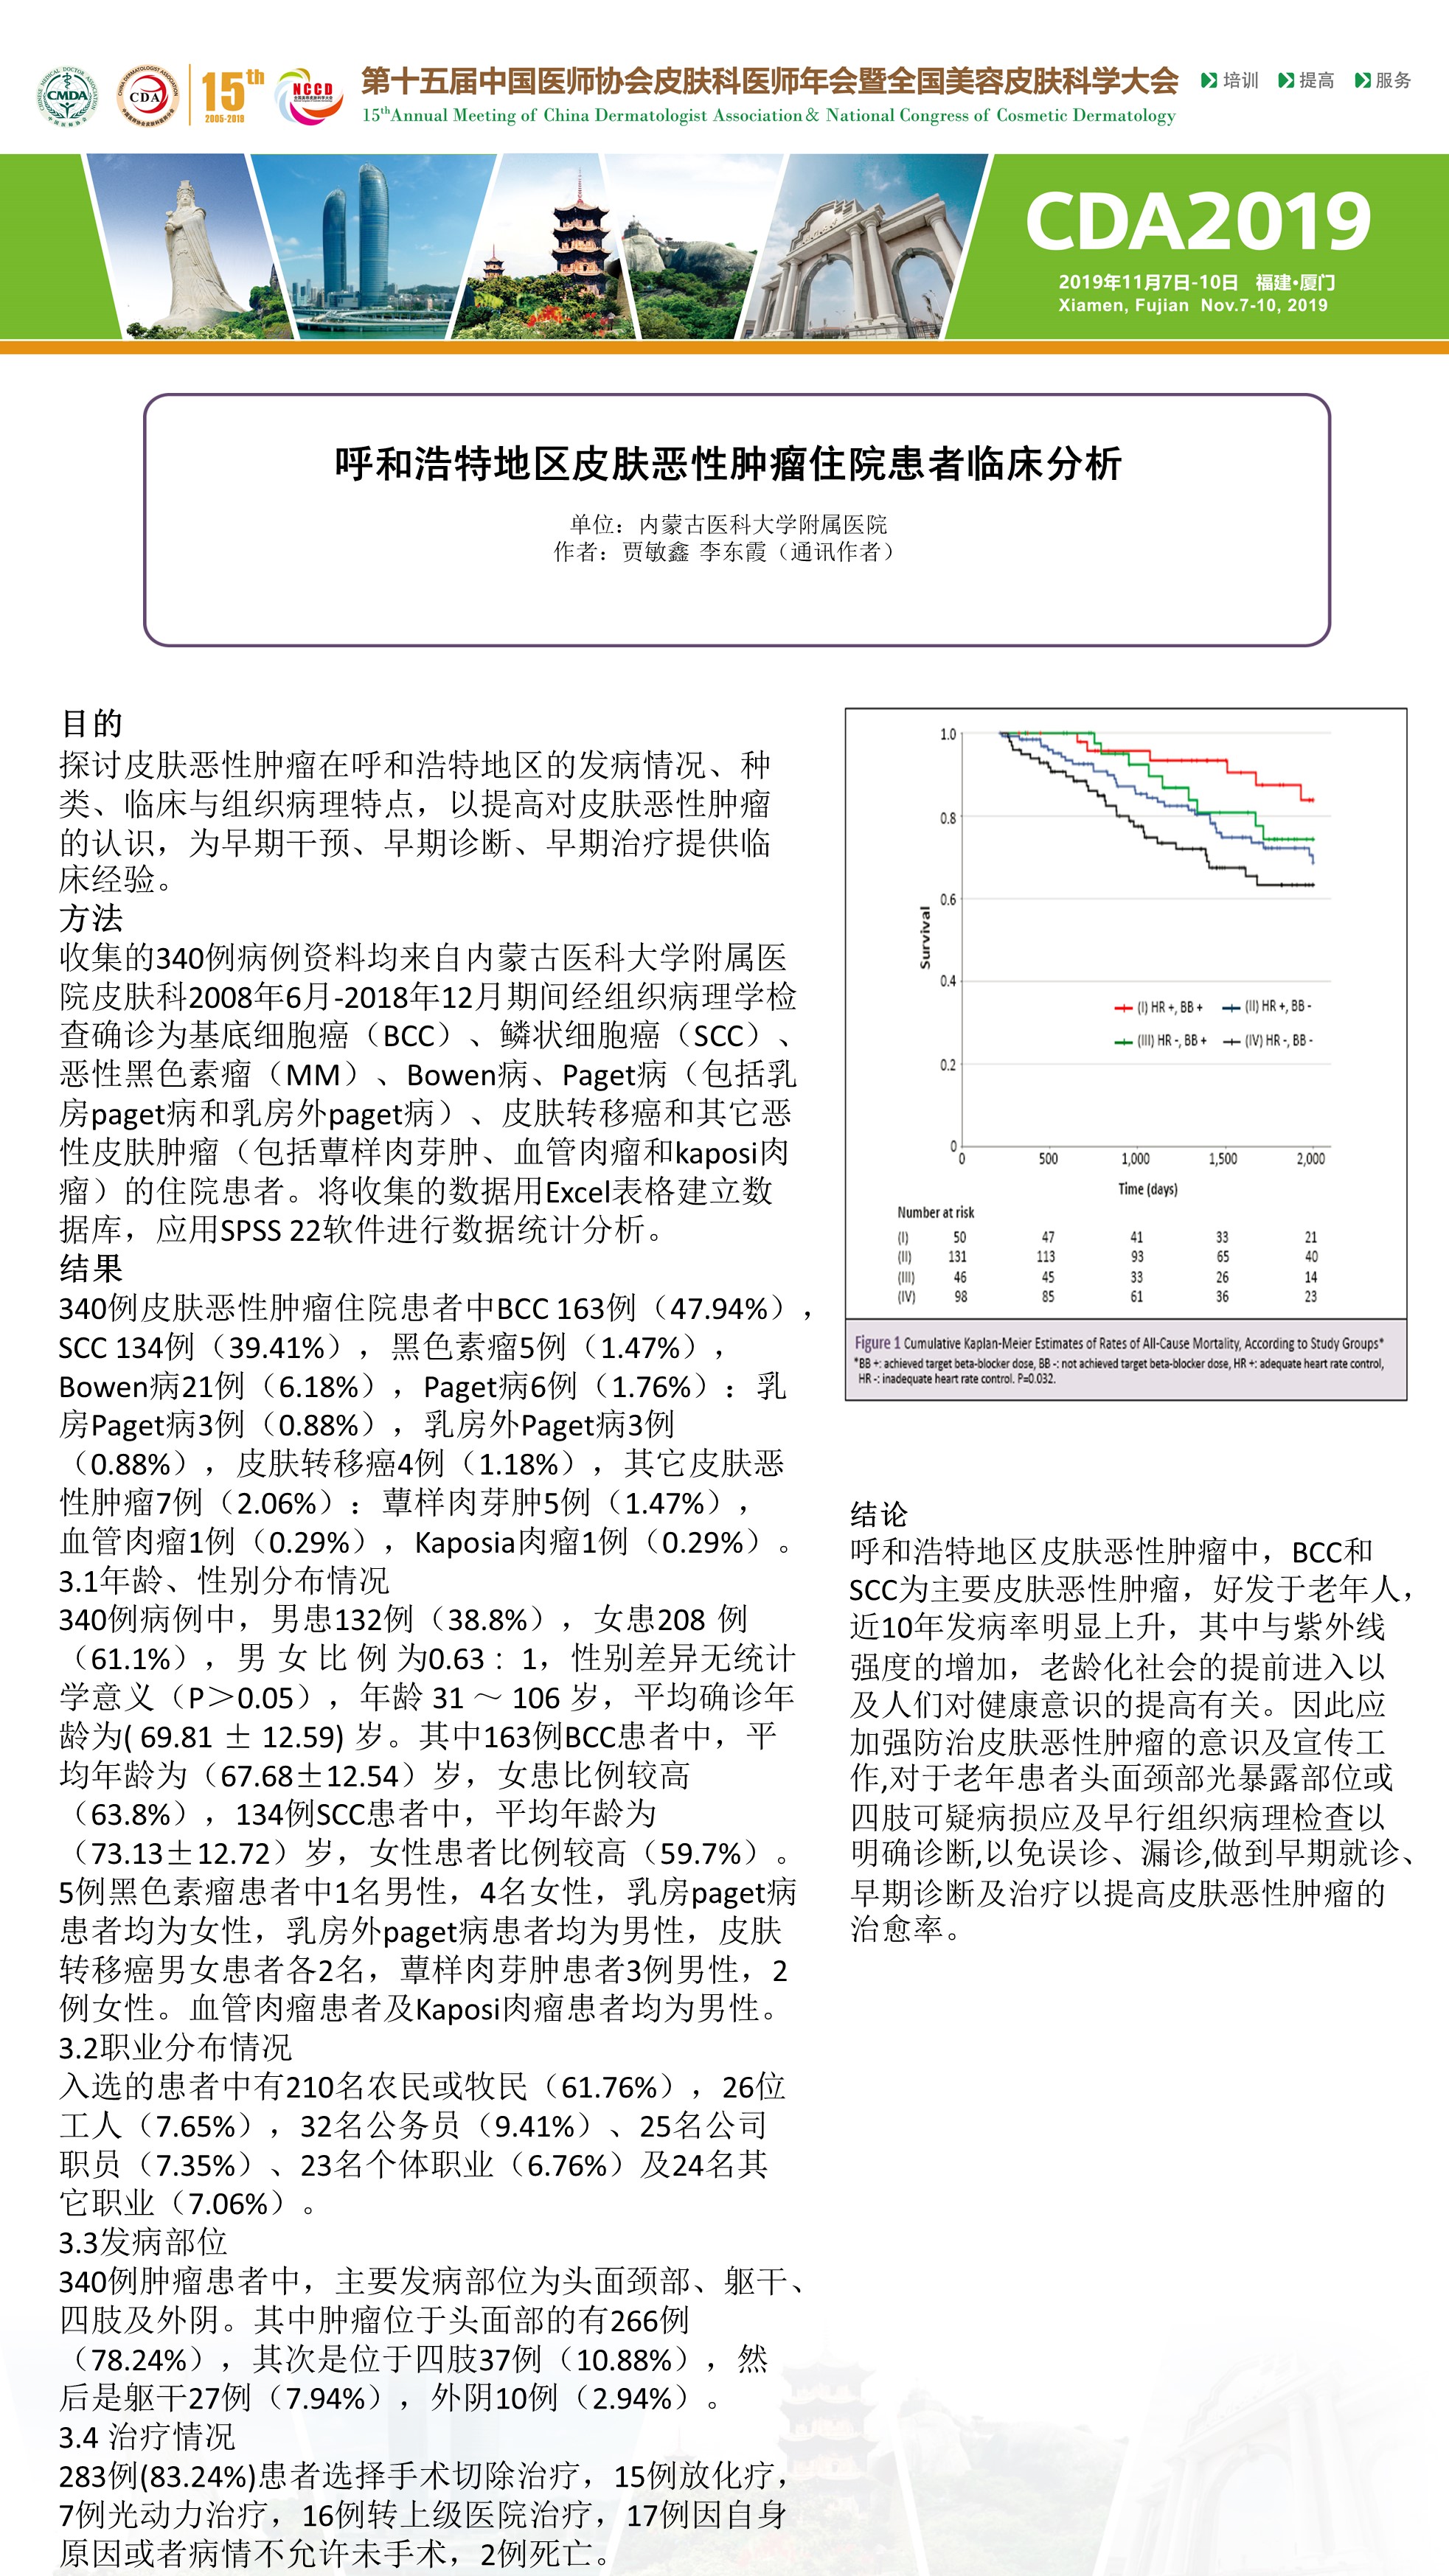 CMDA
CDA
15th
2005-2019
NCCD
第十五届中国医师协会皮肤科医师年会暨全国美容皮肤科学大会
15thAnnual Meeting of China Dermatologist Association & National Congress of Cosmetic Dermatology
培训 提高 服务
CDA2019
2019年11月7日-10日 福建•厦门
Xiamen, Fujian Nov.7-10, 2019
呼和浩特地区皮肤恶性肿瘤住院患者临床分析
单位：内蒙古医科大学附属医院
作者：贾敏鑫 李东霞（通讯作者）
目的
探讨皮肤恶性肿瘤在呼和浩特地区的发病情况、种
类、临床与组织病理特点，以提高对皮肤恶性肿瘤
的认识，为早期干预、早期诊断、早期治疗提供临
床经验。
方法
收集的340例病例资料均来自内蒙古医科大学附属医
院皮肤科2008年6月-2018年12月期间经组织病理学检
查确诊为基底细胞癌（BCC）、鳞状细胞癌（SCC）、
恶性黑色素瘤（MM）、Bowen病、Paget病（包括乳
房paget病和乳房外paget病）、皮肤转移癌和其它恶
性皮肤肿瘤（包括蕈样肉芽肿、血管肉瘤和kaposi肉
瘤）的住院患者。将收集的数据用Excel表格建立数
据库，应用SPSS 22软件进行数据统计分析。
结果
340例皮肤恶性肿瘤住院患者中BCC 163例（47.94%），
SCC 134例（39.41%），黑色素瘤5例（1.47%），
Bowen病21例（6.18%），Paget病6例（1.76%）：乳
房Paget病3例（0.88%），乳房外Paget病3例
（0.88%），皮肤转移癌4例（1.18%），其它皮肤恶
性肿瘤7例（2.06%）：蕈样肉芽肿5例（1.47%），
血管肉瘤1例（0.29%），Kaposia肉瘤1例（0.29%）。
3.1年龄、性别分布情况
340例病例中，男患132例（38.8%），女患208 例
（61.1%），男 女 比 例 为0.63： 1，性别差异无统计
学意义（P＞0.05），年龄 31 ～ 106 岁，平均确诊年
龄为( 69.81 ± 12.59) 岁。其中163例BCC患者中，平
均年龄为（67.68±12.54）岁，女患比例较高
（63.8%），134例SCC患者中，平均年龄为
（73.13±12.72）岁，女性患者比例较高（59.7%）。
5例黑色素瘤患者中1名男性，4名女性，乳房paget病
患者均为女性，乳房外paget病患者均为男性，皮肤
转移癌男女患者各2名，蕈样肉芽肿患者3例男性，2
例女性。血管肉瘤患者及Kaposi肉瘤患者均为男性。
3.2职业分布情况
入选的患者中有210名农民或牧民（61.76%），26位
工人（7.65%），32名公务员（9.41%）、25名公司
职员（7.35%）、23名个体职业（6.76%）及24名其
它职业（7.06%）。
3.3发病部位
340例肿瘤患者中，主要发病部位为头面颈部、躯干、
四肢及外阴。其中肿瘤位于头面部的有266例
（78.24%），其次是位于四肢37例（10.88%），然
后是躯干27例（7.94%），外阴10例（2.94%）。
3.4 治疗情况
283例(83.24%)患者选择手术切除治疗，15例放化疗，
7例光动力治疗，16例转上级医院治疗，17例因自身
原因或者病情不允许未手术，2例死亡。
1.0
0.8
0.6
0.4
0.2
0
Survival
(I) HR +, BB + (II) HR +, BB -
(III) HR -, BB + (IV) HR -, BB -
0 500 1,000 1,500 2,000
Time (days)
Number at risk
(I) 50 47 41 33 21
(II) 131 113 93 65 40
(III) 46 45 33 26 14
(IV) 98 85 61 36 23
Figure 1 Cumulative Kaplan-Meier Estimates of Rates of All-Cause Mortality, According to Study Groups*
*BB +: achieved target beta-blocker dose, BB -: not achieved target beta-blocker dose, HR +: adequate heart rate control,
HR -: inadequate heart rate control. P=0.032.
结论
呼和浩特地区皮肤恶性肿瘤中，BCC和
SCC为主要皮肤恶性肿瘤，好发于老年人，
近10年发病率明显上升，其中与紫外线
强度的增加，老龄化社会的提前进入以
及人们对健康意识的提高有关。因此应
加强防治皮肤恶性肿瘤的意识及宣传工
作,对于老年患者头面颈部光暴露部位或
四肢可疑病损应及早行组织病理检查以
明确诊断,以免误诊、漏诊,做到早期就诊、
早期诊断及治疗以提高皮肤恶性肿瘤的
治愈率。